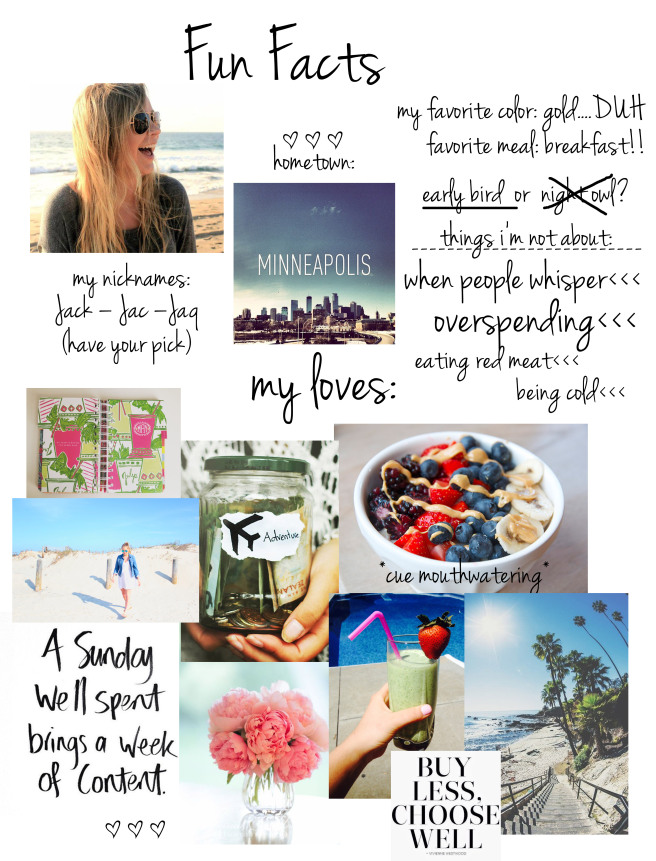 Fun Facts
my favorite color: gold....DUH
favorite meal: breakfast!!
early bird or night owl?
things i'm not about:
when people whisper<<<
overspending<<<
eating red meat<<<
being cold<<<
♡ ♡ ♡
hometown:
MINNEAPOLIS
my nicknames:
Jack – Jac – Jaq
(have your pick)
my loves:
Adventure
*cue mouthwatering*
A Sunday
Well spent
brings a week
of Content.
♡ ♡ ♡
BUY
LESS,
CHOOSE
WELL